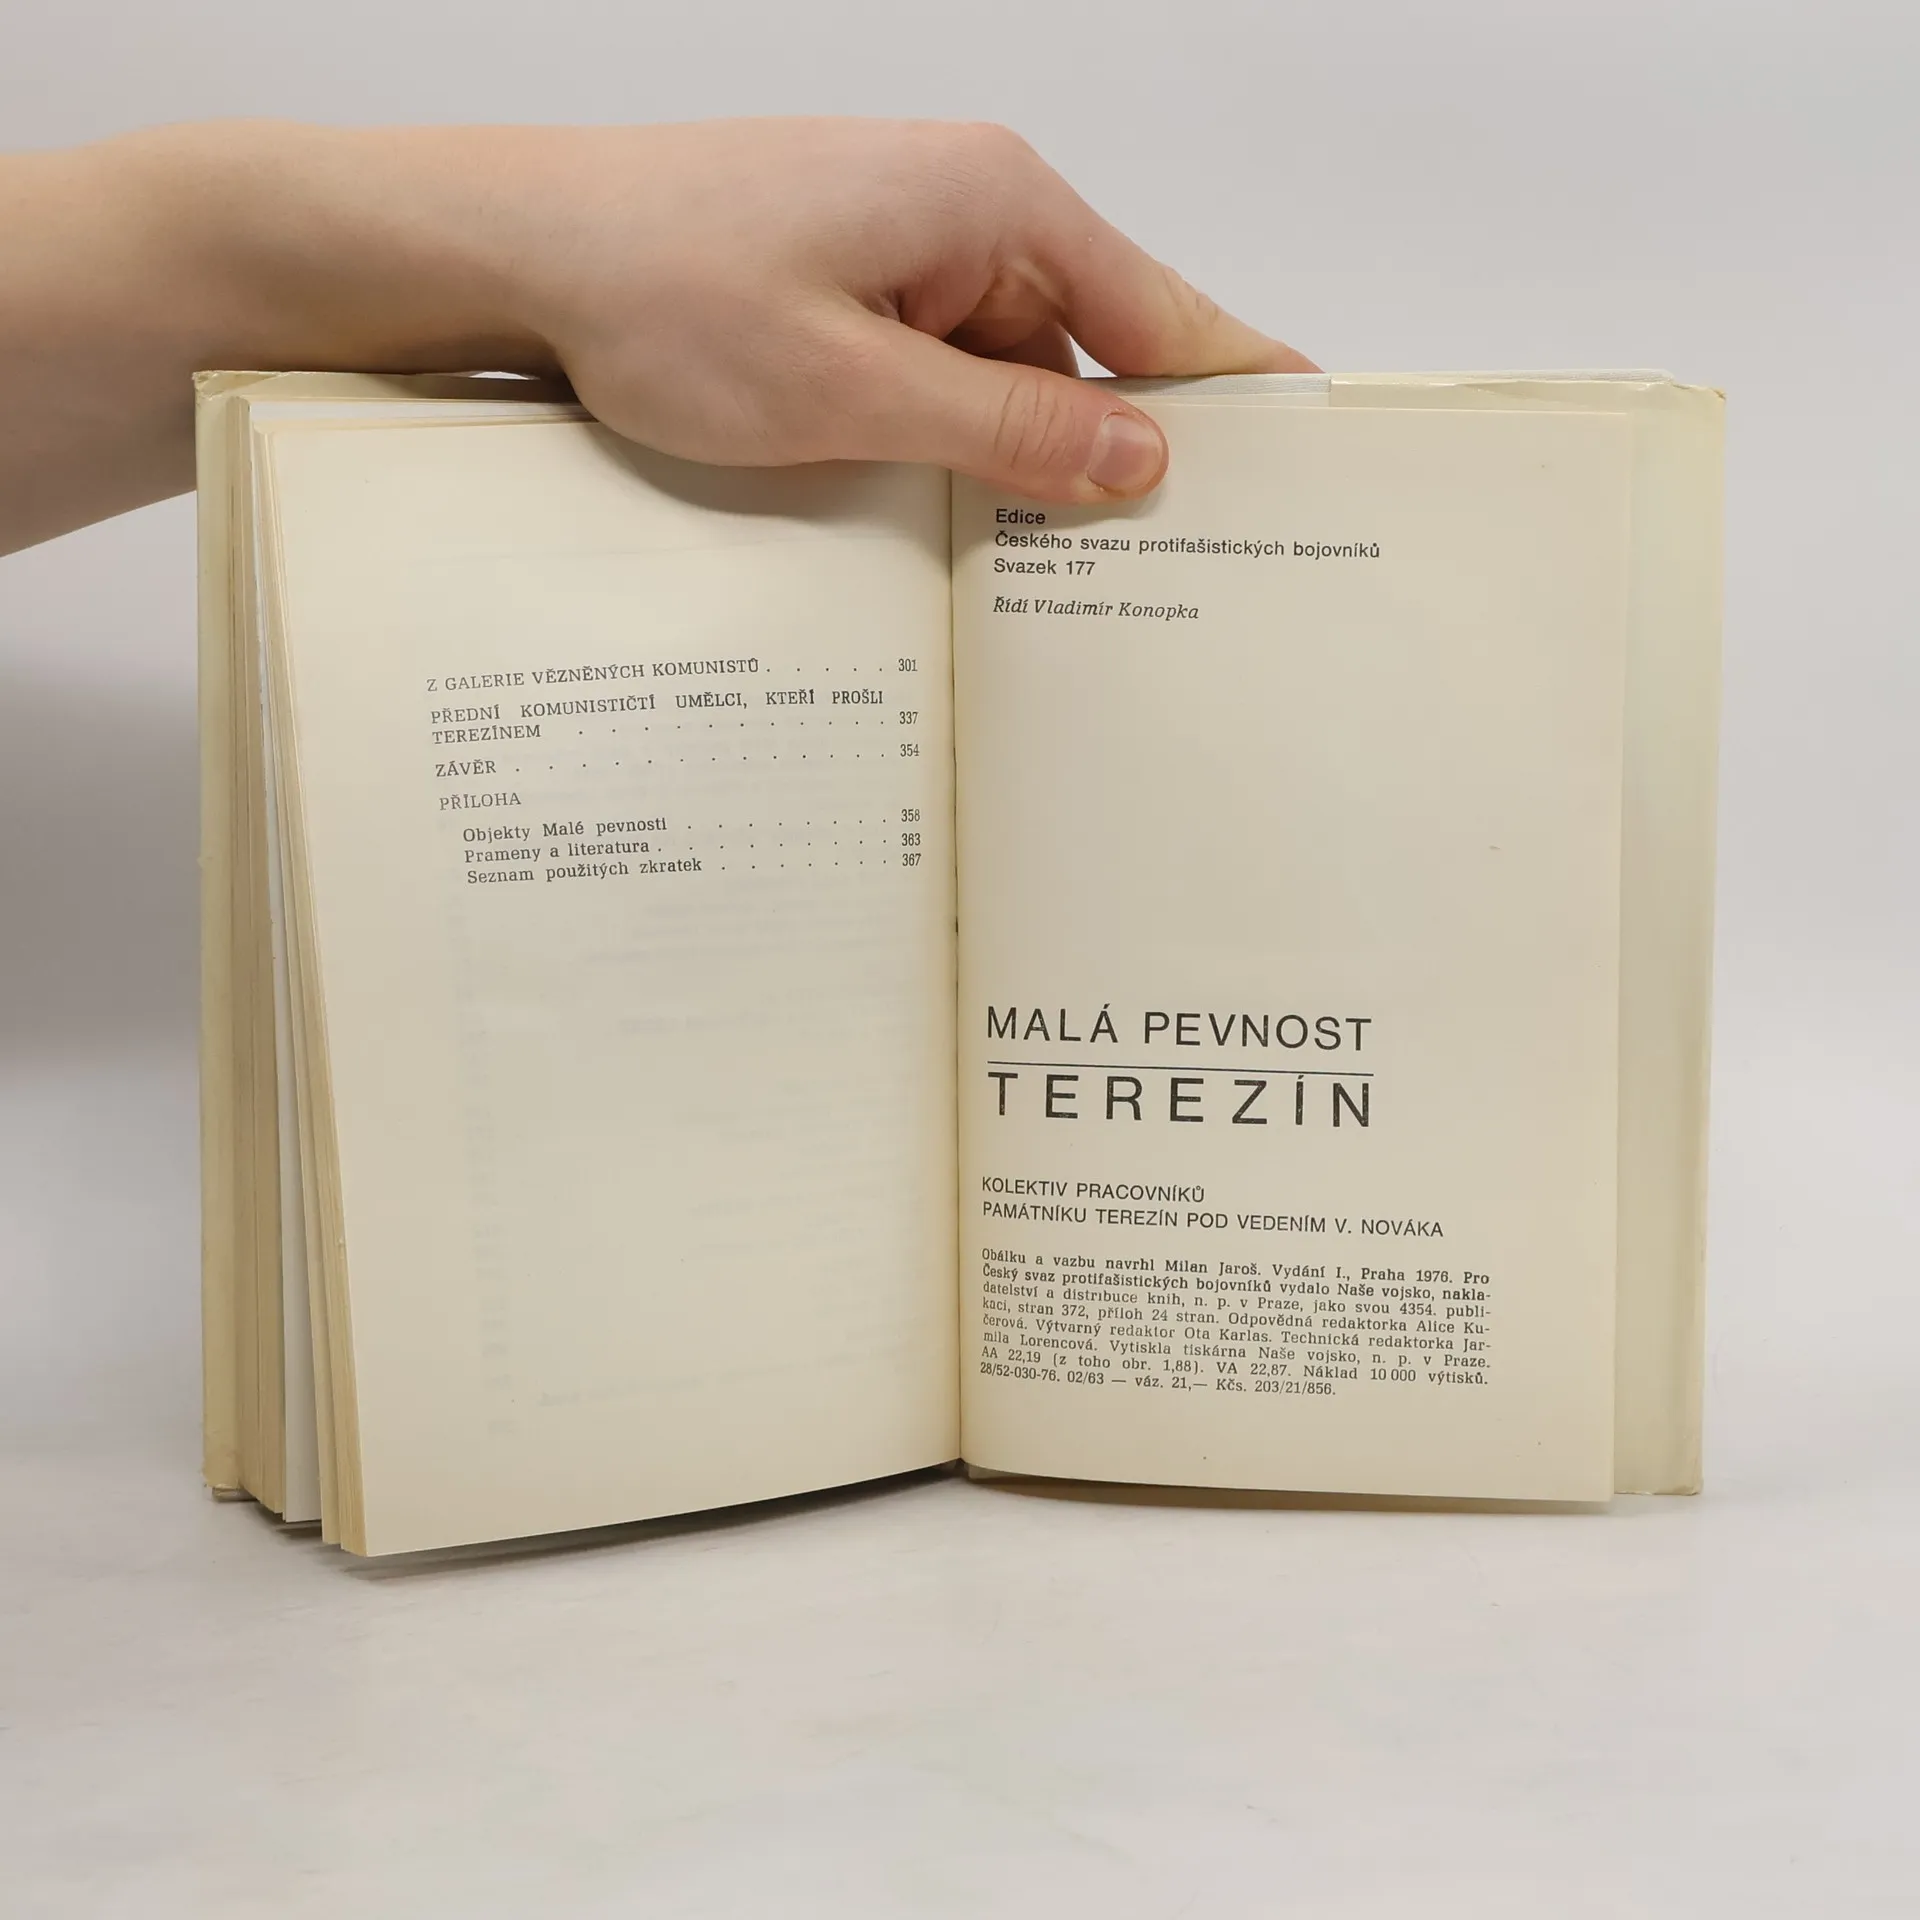 Z GALERIE VĚZNĚNÝCH KOMUNISTŮ . . . . . 301
PŘEDNÍ KOMUNISTIČTÍ UMĚLCI, KTEŘÍ PROŠLI
TEREZÍNEM . . . . . . . . . . 337
ZÁVĚR . . . . . . . . . . . . 354
PŘÍLOHA
Objekty Malé pevnosti . . . . . . . 358
Prameny a literatura . . . . . . . . 363
Seznam použitých zkratek . . . . . . 367
Edice
Českého svazu protifašistických bojovníků
Svazek 177
Řídí Vladimír Konopka
MALÁ PEVNOST
TEREZÍN
KOLEKTIV PRACOVNÍKŮ
PAMÁTNÍKU TEREZÍN POD VEDENÍM V. NOVÁKA
Obálku a vazbu navrhl Milan Jaroš. Vydání I., Praha 1976. Pro
Český svaz protifašistických bojovníků vydalo Naše vojsko, nakla-
datelství a distribuce knih, n. p. v Praze, jako svou 4354. publi-
kaci, stran 372, příloh 24 stran. Odpovědná redaktorka Alice Ku-
čerová. Výtvarný redaktor Ota Karlas. Technická redaktorka Jar-
mila Lorencová. Vytiskla tiskárna Naše vojsko, n. p. v Praze.
AA 22,19 (z toho obr. 1,88). VA 22,87. Náklad 10 000 výtisků.
28/52-030-76. 02/63 — váz. 21,— Kčs. 203/21/856.